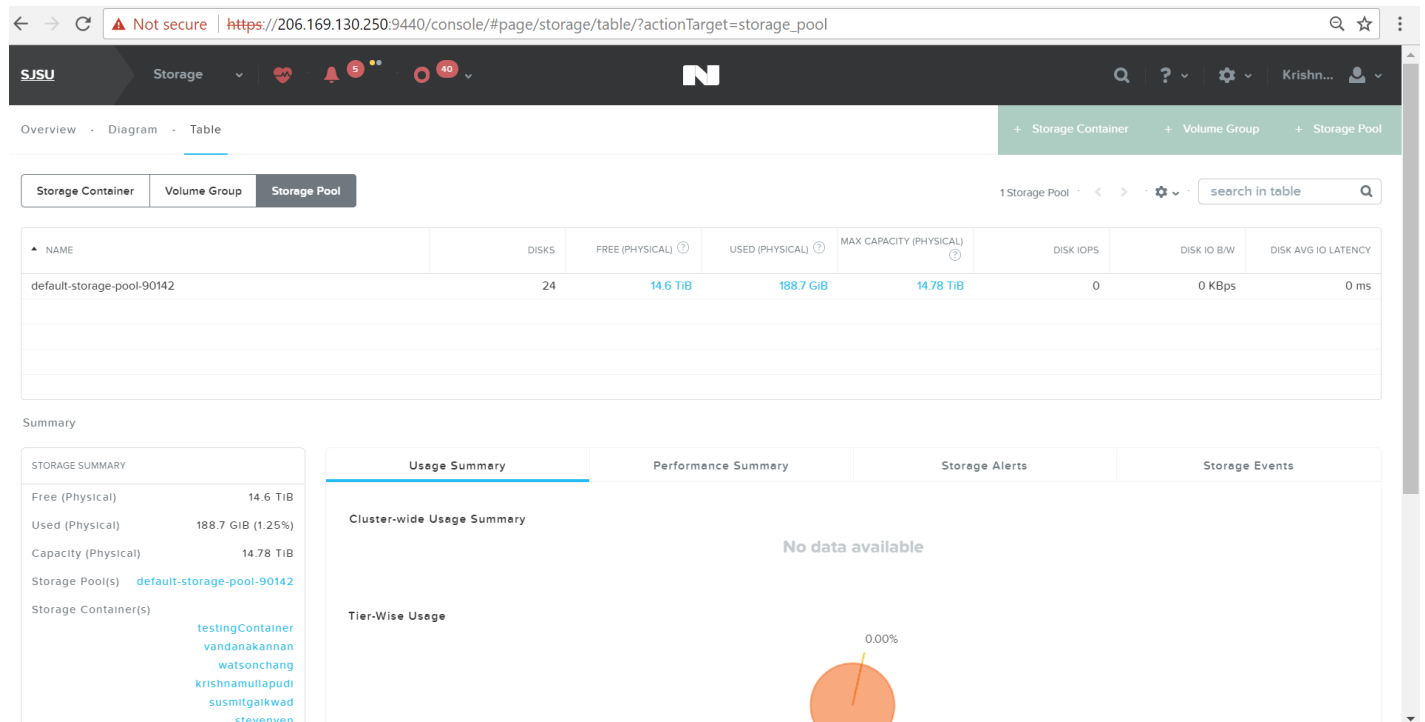 Not secure | https://206.169.130.250:9440/console/#page/storage/table/?actionTarget=storage_pool
SJSU Storage 5 40 Krishn...
Overview · Diagram · Table + Storage Container + Volume Group + Storage Pool
Storage Container Volume Group Storage Pool 1 Storage Pool search in table
NAME DISKS FREE (PHYSICAL) ? USED (PHYSICAL) ? MAX CAPACITY (PHYSICAL) ? DISK IOPS DISK IO B/W DISK AVG IO LATENCY
default-storage-pool-90142 24 14.6 TiB 188.7 GiB 14.78 TiB 0 0 KBps 0 ms
Summary
STORAGE SUMMARY
Free (Physical) 14.6 TiB
Used (Physical) 188.7 GiB (1.25%)
Capacity (Physical) 14.78 TiB
Storage Pool(s) default-storage-pool-90142
Storage Container(s)
testingContainer
vandanakannan
watsonchang
krishnamullapudi
susmitgaikwad
stevenyen
Usage Summary Performance Summary Storage Alerts Storage Events
Cluster-wide Usage Summary
No data available
Tier-Wise Usage
0.00%